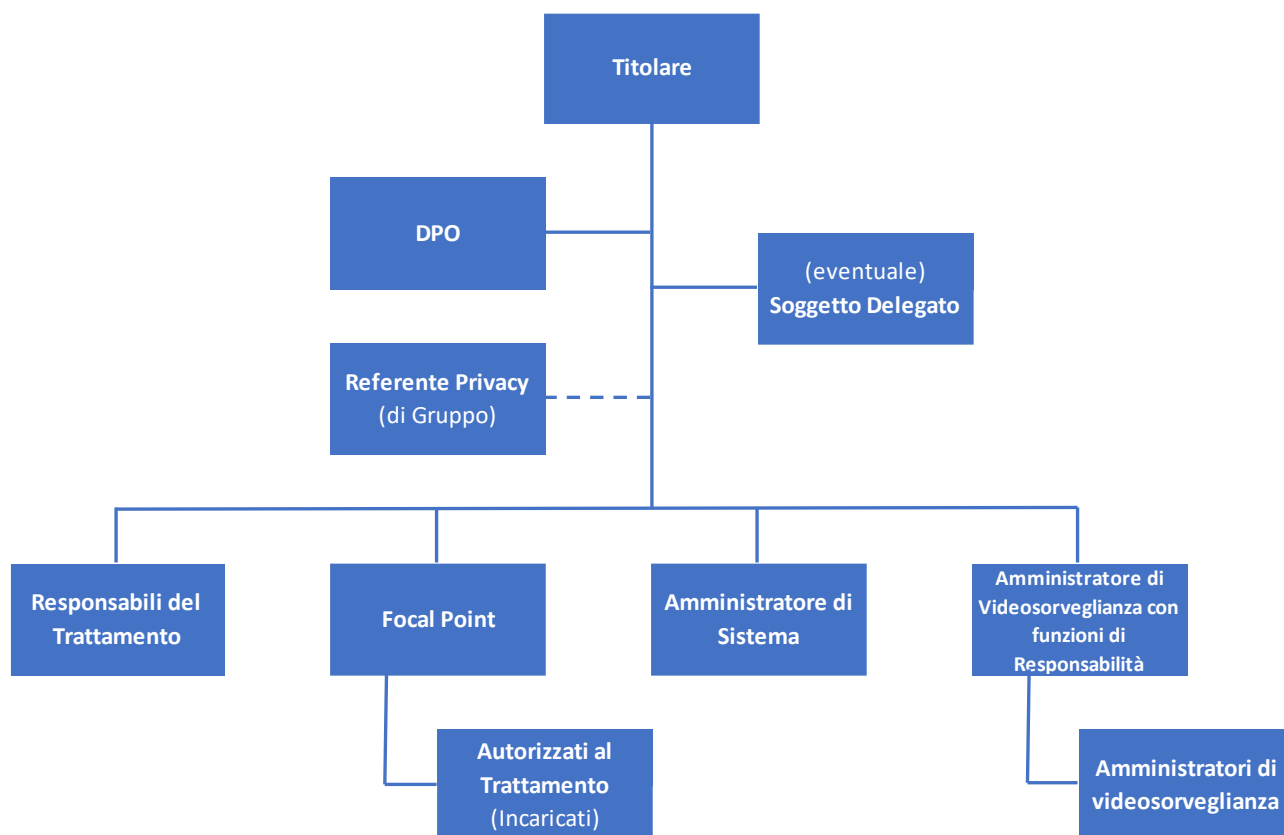 Titolare
DPO
(eventuale)
Soggetto Delegato
Referente Privacy
(di Gruppo)
Responsabili del
Trattamento
Focal Point
Amministratore di
Sistema
Amministratore di
Videosorveglianza con
funzioni di
Responsabilità
Autorizzati al
Trattamento
(Incaricati)
Amministratori di
videosorveglianza